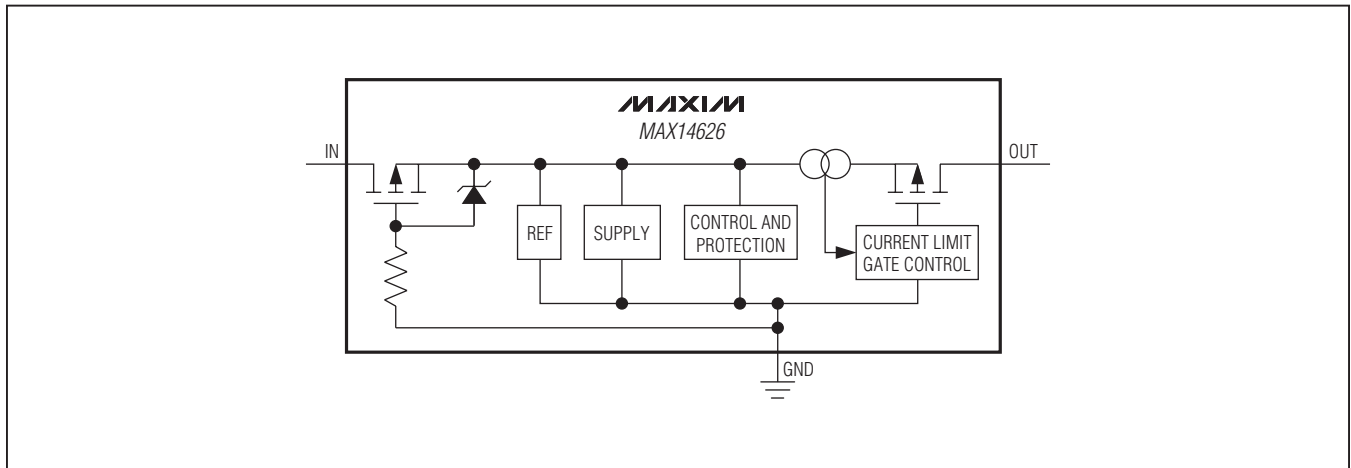 MAXIM
MAX14626
IN
OUT
REF
SUPPLY
CONTROL AND
PROTECTION
CURRENT LIMIT
GATE CONTROL
GND